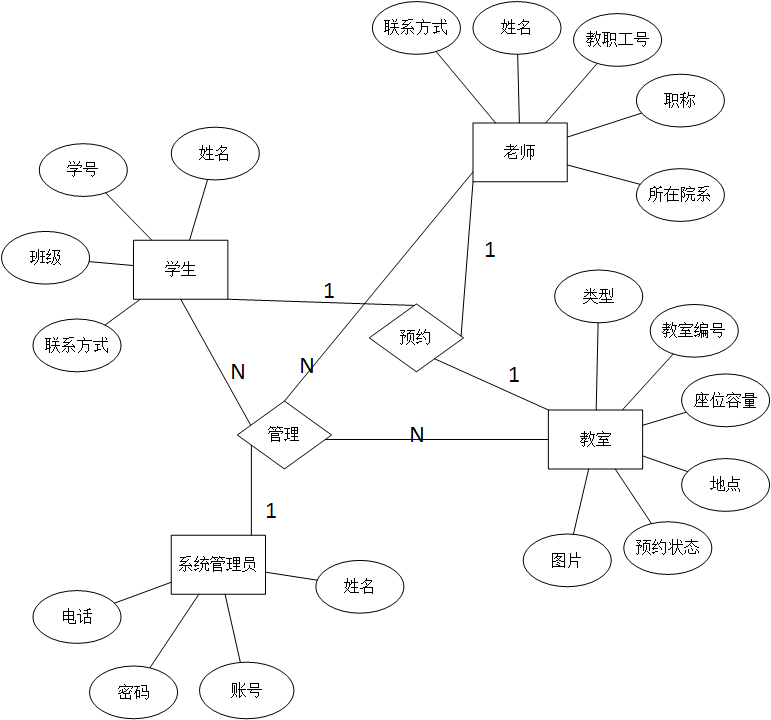 联系方式
姓名
教职工号
职称
老师
所在院系
姓名
学号
班级
学生
联系方式
1
1
N
N
预约
1
类型
教室编号
座位容量
教室
地点
预约状态
图片
管理
N
1
系统管理员
姓名
电话
密码
账号